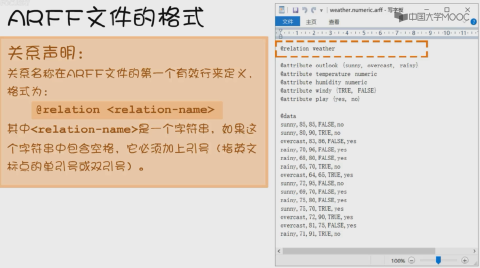 ARFF文件的格式
关系声明：
关系名称在ARFF文件的第一个有效行来定义，
格式为：
@relation <relation-name>
其中<relation-name>是一个字符串，如果这
个字符串中包含空格，它必须加上引号（指英文
标点的单引号或双引号）。
weather.numeric.arff - 写字板
中国大学MOOC
文件
主页
查看
@relation weather
@attribute outlook {sunny, overcast, rainy}
@attribute temperature numeric
@attribute humidity numeric
@attribute windy {TRUE, FALSE}
@attribute play {yes, no}
@data
sunny,85,85,FALSE,no
sunny,80,90,TRUE,no
overcast,83,86,FALSE,yes
rainy,70,96,FALSE,yes
rainy,68,80,FALSE,yes
rainy,65,70,TRUE,no
overcast,64,65,TRUE,yes
sunny,72,95,FALSE,no
sunny,69,70,FALSE,yes
rainy,75,80,FALSE,yes
sunny,75,70,TRUE,yes
overcast,72,90,TRUE,yes
overcast,81,75,FALSE,yes
rainy,71,91,TRUE,no
100%